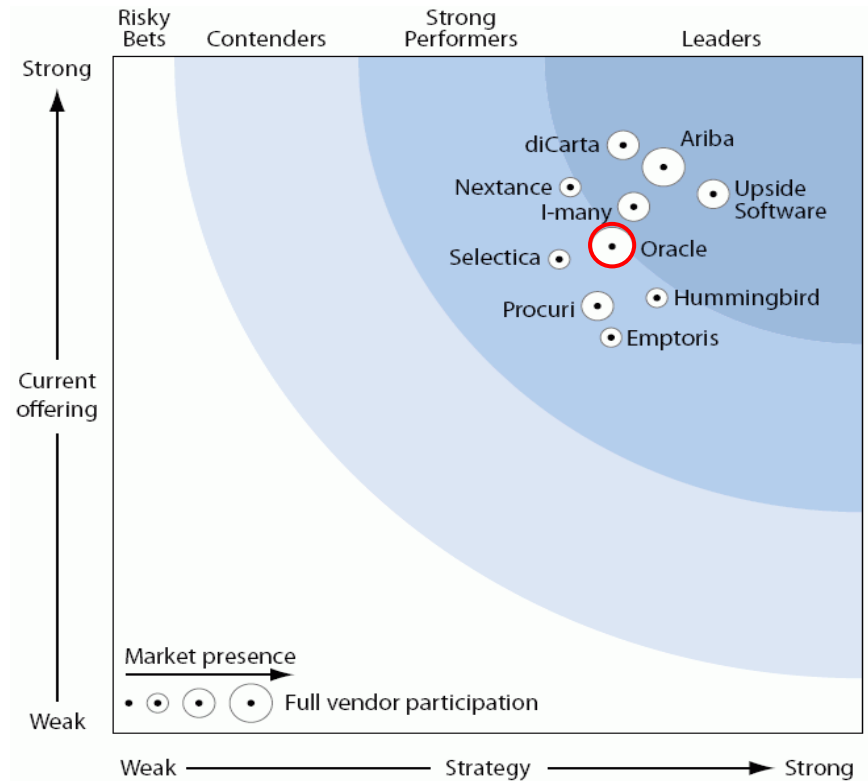 Risky
Bets
Contenders
Strong
Performers
Leaders
Strong
diCarta
Ariba
Nextance
Upside
Software
I-many
Oracle
Selectica
Hummingbird
Procuri
Emptoris
Current
offering
Market presence
Full vendor participation
Weak
Weak
Strategy
Strong